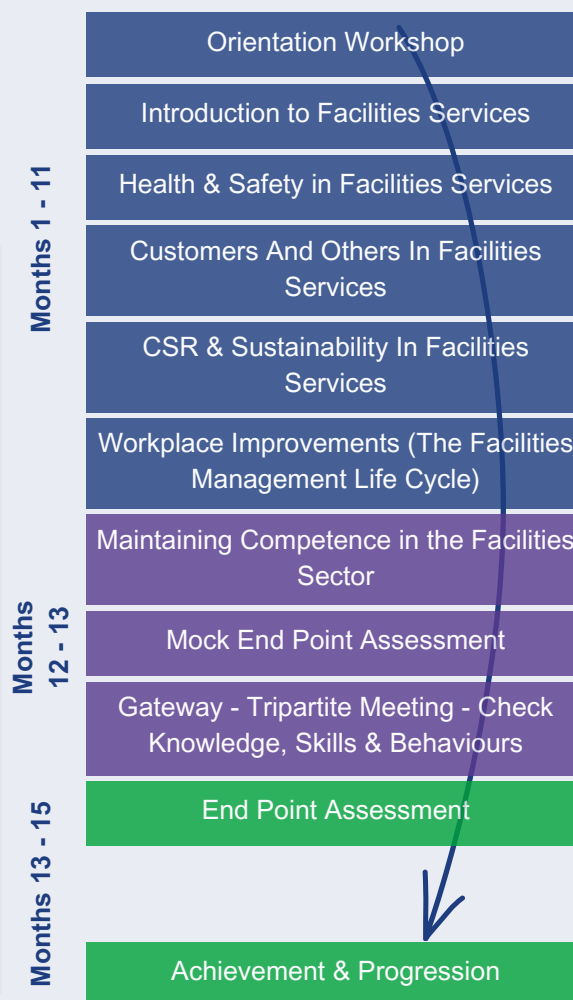 Orientation Workshop
Introduction to Facilities Services
Months 1 - 11
Health & Safety in Facilities Services
Customers And Others In Facilities
Services
CSR & Sustainability In Facilities
Services
Workplace Improvements (The Facilities
Management Life Cycle)
Maintaining Competence in the Facilities
Sector
Months
12 - 13
Mock End Point Assessment
Gateway - Tripartite Meeting - Check
Knowledge, Skills & Behaviours
Months 13 - 15
End Point Assessment
Achievement & Progression